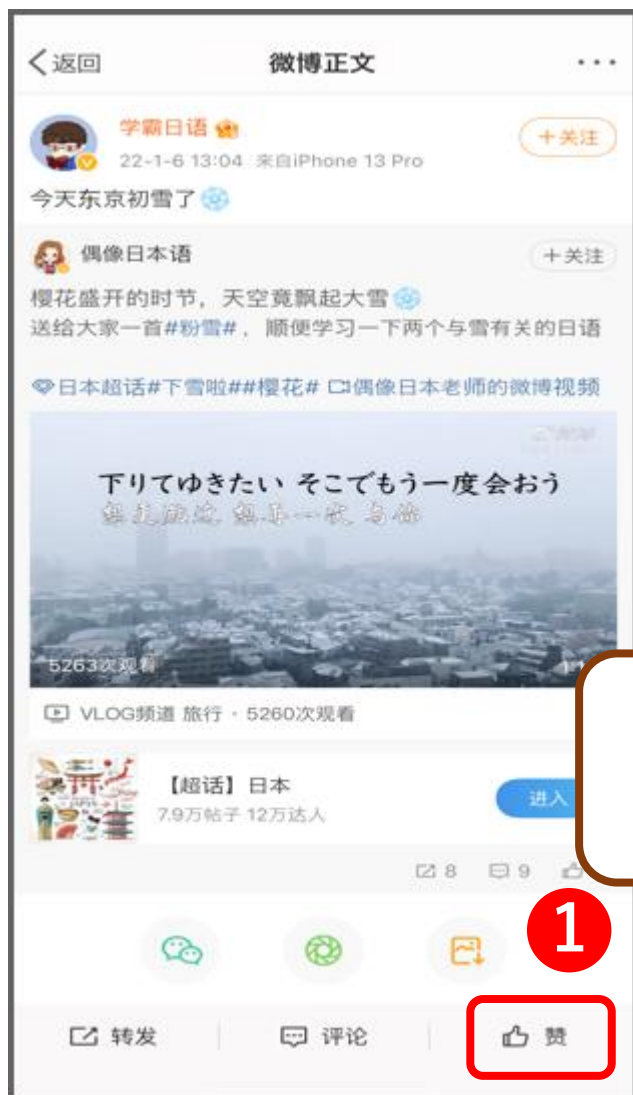 返回
微博正文
学霸日语
+关注
22-1-6 13:04 来自iPhone 13 Pro
今天东京初雪了
偶像日本语
+关注
樱花盛开的时节，天空竟飘起大雪
送给大家一首#粉雪#，顺便学习一下两个与雪有关的日语
日本超话#下雪啦##樱花# 偶像日本老师的微博视频
下りてゆきたい そこでもう一度会おう
5263次观看
VLOG频道 旅行 · 5260次观看
【超话】日本
7.9万帖子 12万达人
进入
8 9
1
转发 评论 赞